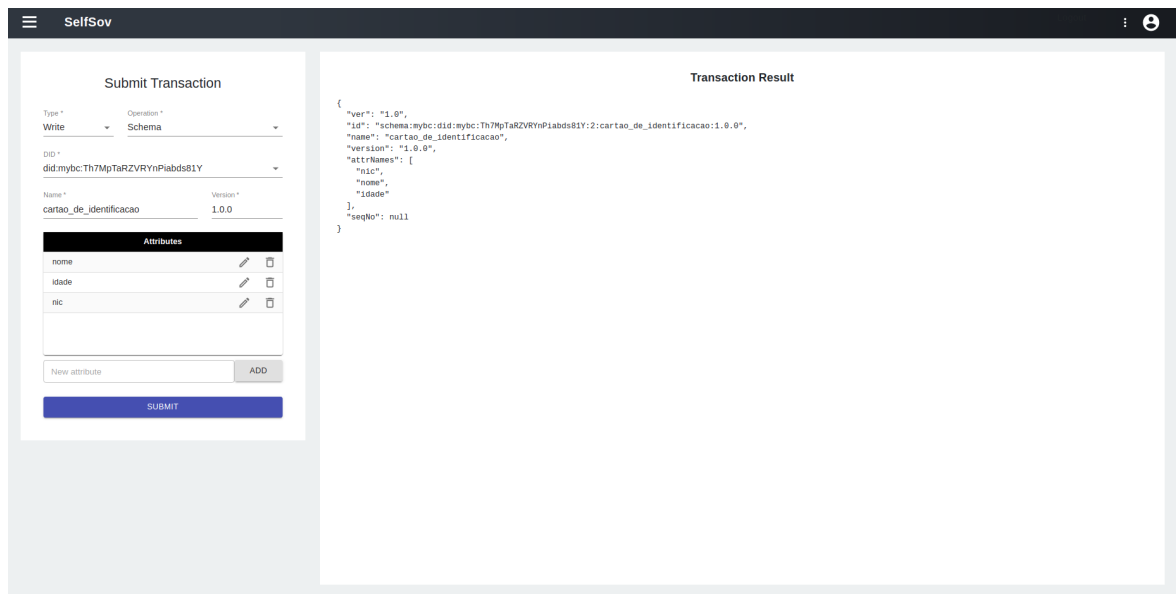 SelfSov
Submit Transaction
Type * Operation *
Write Schema
DID *
did:mybc:Th7MpTaRZVRYnPiabds81Y
Name * Version *
cartao_de_identificacao 1.0.0
Attributes
nome
idade
nic
New attribute ADD
SUBMIT
Transaction Result
{
"ver": "1.0",
"id": "schema:mybc:did:mybc:Th7MpTaRZVRYnPiabds81Y:2:cartao_de_identificacao:1.0.0",
"name": "cartao_de_identificacao",
"version": "1.0.0",
"attrNames": [
"nic",
"nome",
"idade"
],
"seqNo": null
}